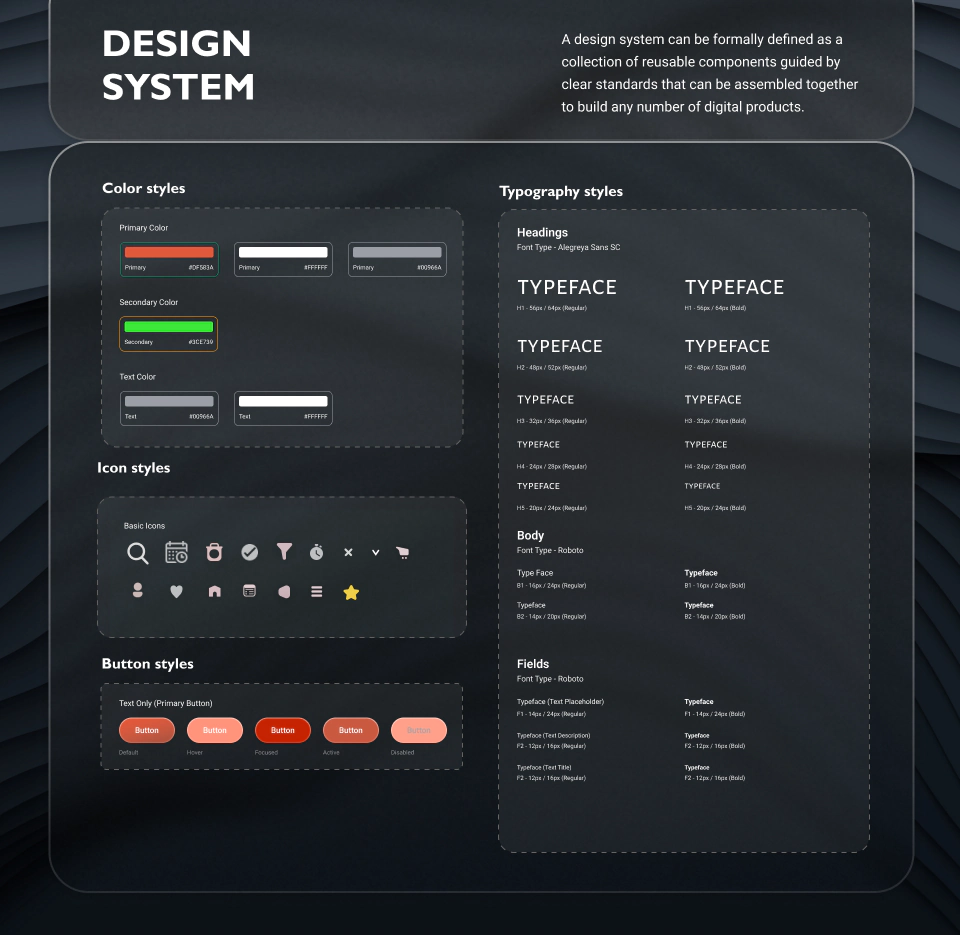 DESIGN
SYSTEM
A design system can be formally defined as a
collection of reusable components guided by
clear standards that can be assembled together
to build any number of digital products.
Color styles
Primary Color
Primary #DF583A
Primary #FFFFFF
Primary #00966A
Secondary Color
Secondary #3CE739
Text Color
Text #00966A
Text #FFFFFF
Icon styles
Basic Icons
Button styles
Text Only (Primary Button)
Button
Button
Button
Button
Button
Default
Hover
Focused
Active
Disabled
Typography styles
Headings
Font Type - Alegreya Sans SC
TYPEFACE
TYPEFACE
H1 - 56px / 64px (Regular)
H1 - 56px / 64px (Bold)
TYPEFACE
TYPEFACE
H2 - 48px / 52px (Regular)
H2 - 48px / 52px (Bold)
TYPEFACE
TYPEFACE
H3 - 32px / 36px (Regular)
H3 - 32px / 36px (Bold)
TYPEFACE
TYPEFACE
H4 - 24px / 28px (Regular)
H4 - 24px / 28px (Bold)
TYPEFACE
TYPEFACE
H5 - 20px / 24px (Regular)
H5 - 20px / 24px (Bold)
Body
Font Type - Roboto
Type Face
Typeface
B1 - 16px / 24px (Regular)
B1 - 16px / 24px (Bold)
Typeface
Typeface
B2 - 14px / 20px (Regular)
B2 - 14px / 20px (Bold)
Fields
Font Type - Roboto
Typeface (Text Placeholder)
Typeface
F1 - 14px / 24px (Regular)
F1 - 14px / 24px (Bold)
Typeface (Text Description)
Typeface
F2 - 12px / 16px (Regular)
F2 - 12px / 16px (Bold)
Typeface (Text Title)
Typeface
F2 - 12px / 16px (Regular)
F2 - 12px / 16px (Bold)